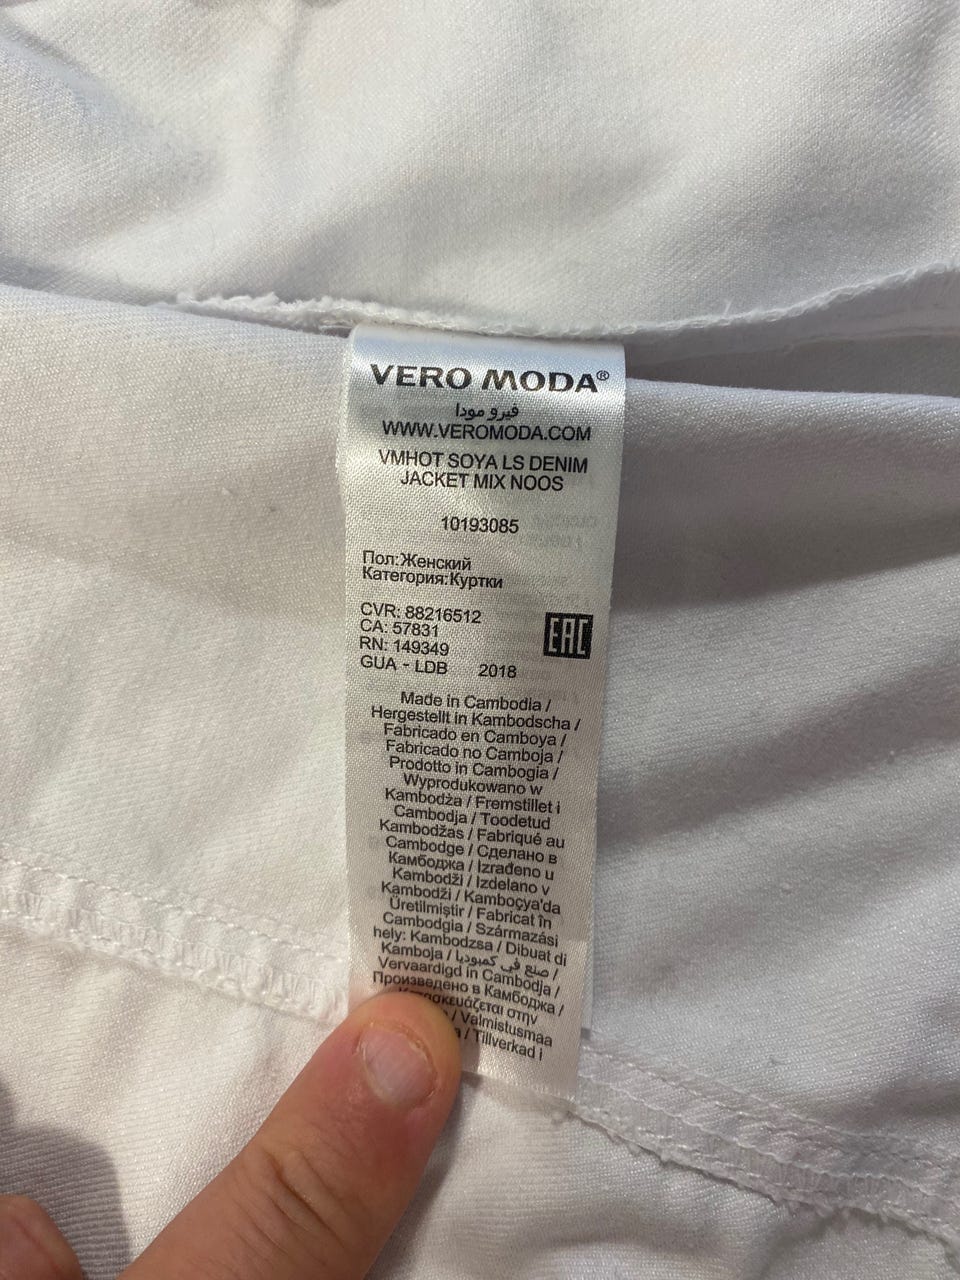 VERO MODA®
فيرو مودا
WWW.VEROMODA.COM
VMHOT SOYA LS DENIM
JACKET MIX NOOS
10193085
Пол:Женский
Категория:Куртки
CVR: 88216512
CA: 57831
RN: 149349
EAC
GUA - LDB 2018
Made in Cambodia /
Hergestellt in Kambodscha /
Fabricado en Camboya /
Fabricado no Camboja /
Prodotto in Cambogia /
Wyprodukowano w
Kambodża / Fremstillet i
Cambodja / Toodetud
Kambodžas / Fabriqué au
Cambodge / Сделано в
Камбоджа / Izrađeno u
Kambodži / Izdelano v
Kambodži / Kamboçya'da
Üretilmiştir / Fabricat în
Cambodgia / Származási
hely: Kambodzsa / Dibuat di
Kamboja / صنع في كمبوديا /
Vervaardigd in Cambodja /
Произведено в Камбоджа /
Κατασκευάζεται στην
/ Valmistusmaa
/ Tillverkad i